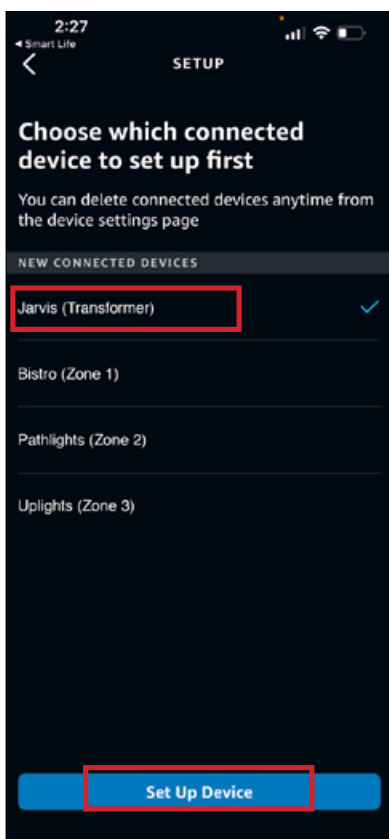 2:27
Smart Life
SETUP
Choose which connected
device to set up first
You can delete connected devices anytime from
the device settings page
NEW CONNECTED DEVICES
Jarvis (Transformer)
Bistro (Zone 1)
Pathlights (Zone 2)
Uplights (Zone 3)
Set Up Device